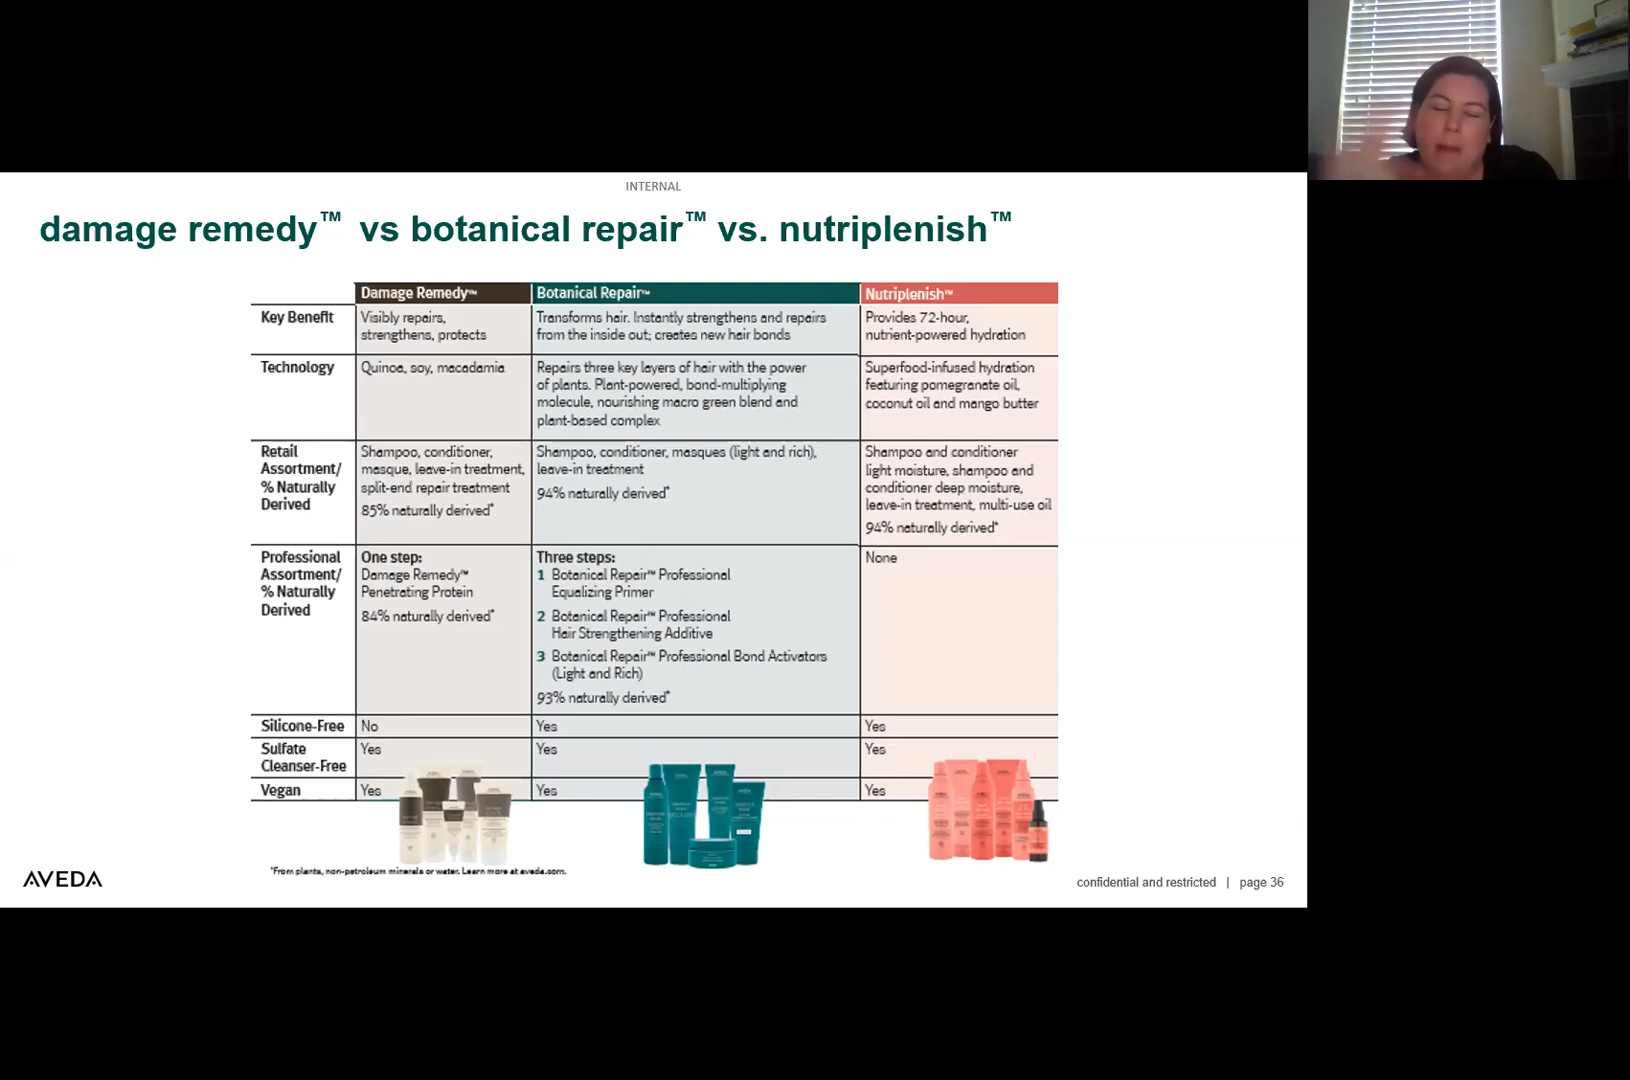 INTERNAL
damage remedy™ vs botanical repair™ vs. nutriplenish™
Damage Remedy™
Botanical Repair™
Nutriplenish™
Key Benefit
Visibly repairs,
strengthens, protects
Transforms hair. Instantly strengthens and repairs
from the inside out; creates new hair bonds
Provides 72-hour,
nutrient-powered hydration
Technology
Quinoa, soy, macadamia
Repairs three key layers of hair with the power
of plants. Plant-powered, bond-multiplying
molecule, nourishing macro green blend and
plant-based complex
Superfood-infused hydration
featuring pomegranate oil,
coconut oil and mango butter
Retail
Assortment/
% Naturally
Derived
Shampoo, conditioner,
masque, leave-in treatment,
split-end repair treatment
85% naturally derived*
Shampoo, conditioner, masques (light and rich),
leave-in treatment
94% naturally derived*
Shampoo and conditioner
light moisture, shampoo and
conditioner deep moisture,
leave-in treatment, multi-use oil
94% naturally derived*
Professional
Assortment/
% Naturally
Derived
One step:
Damage Remedy™
Penetrating Protein
84% naturally derived*
Three steps:
1 Botanical Repair™ Professional
Equalizing Primer
2 Botanical Repair™ Professional
Hair Strengthening Additive
3 Botanical Repair™ Professional Bond Activators
(Light and Rich)
93% naturally derived*
None
Silicone-Free
No
Yes
Yes
Sulfate
Cleanser-Free
Yes
Yes
Yes
Vegan
Yes
Yes
Yes
*From plants, non-petroleum minerals or water. Learn more at aveda.com.
AVEDA
confidential and restricted | page 36